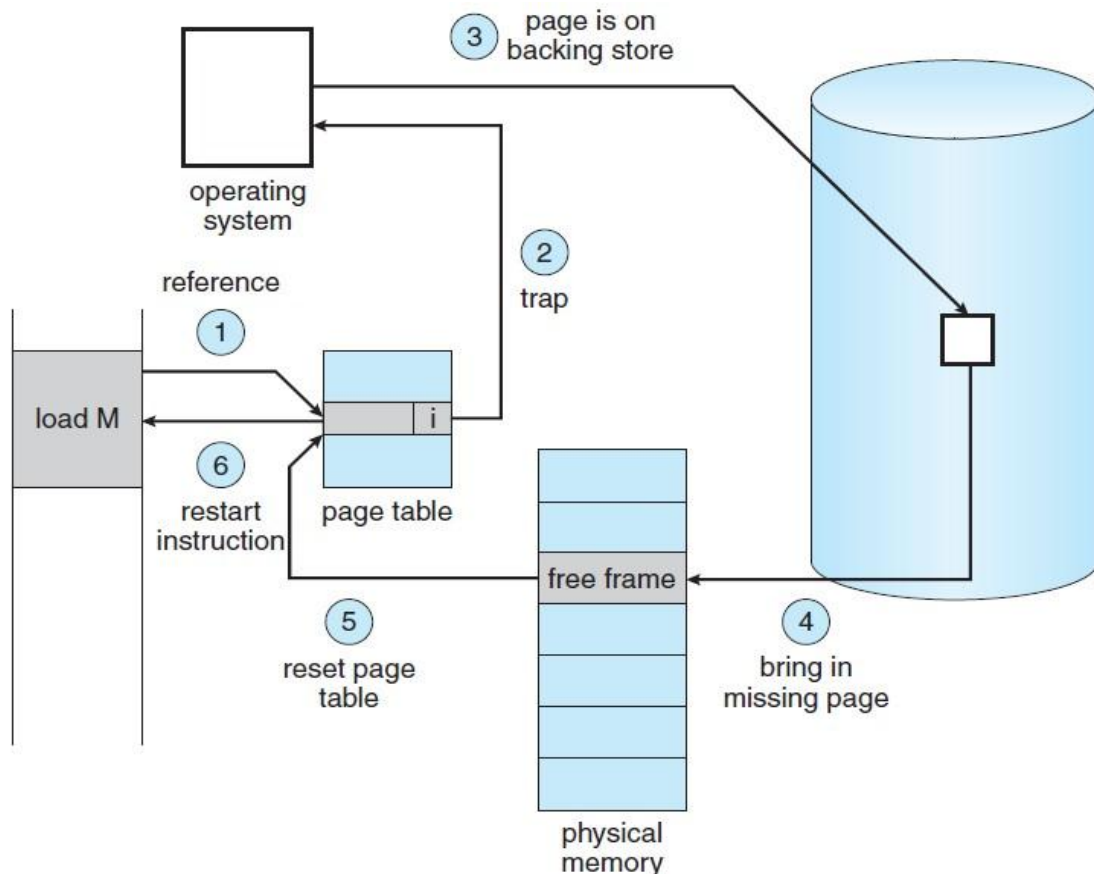 3
page is on
backing store
operating
system
reference
1
2
trap
load M
i
6
restart
instruction
page table
free frame
5
reset page
table
4
bring in
missing page
physical
memory